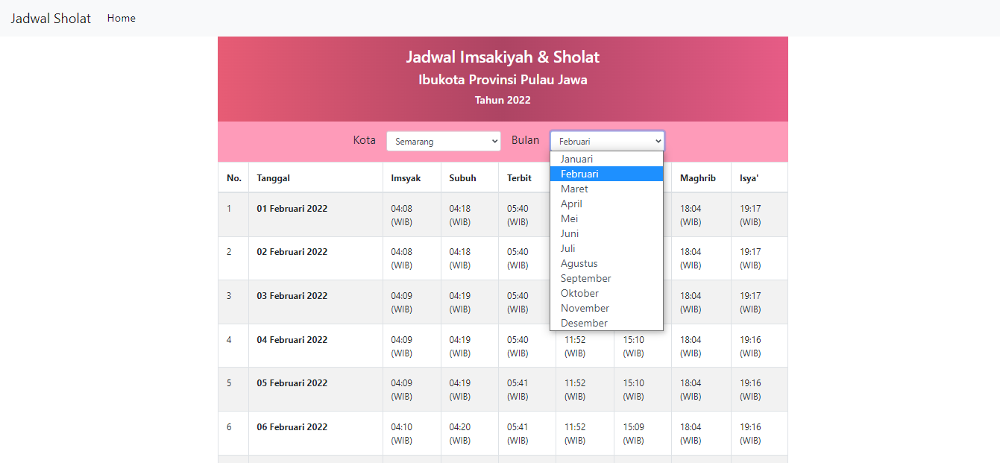 Jadwal Sholat Home
Jadwal Imsakiyah & Sholat
Ibukota Provinsi Pulau Jawa
Tahun 2022
Kota Semarang Bulan Februari
Januari
Februari
Maret
April
Mei
Juni
Juli
Agustus
September
Oktober
November
Desember
No. Tanggal Imsyak Subuh Terbit Maghrib Isya'
1 01 Februari 2022 04:08 04:18 05:40 18:04 19:17
(WIB) (WIB) (WIB) (WIB) (WIB)
2 02 Februari 2022 04:08 04:18 05:40 18:04 19:17
(WIB) (WIB) (WIB) (WIB) (WIB)
3 03 Februari 2022 04:09 04:19 05:40 18:04 19:17
(WIB) (WIB) (WIB) (WIB) (WIB)
4 04 Februari 2022 04:09 04:19 05:40 11:52 15:10 18:04 19:16
(WIB) (WIB) (WIB) (WIB) (WIB) (WIB) (WIB)
5 05 Februari 2022 04:09 04:19 05:41 11:52 15:10 18:04 19:16
(WIB) (WIB) (WIB) (WIB) (WIB) (WIB) (WIB)
6 06 Februari 2022 04:10 04:20 05:41 11:52 15:09 18:04 19:16
(WIB) (WIB) (WIB) (WIB) (WIB) (WIB) (WIB)